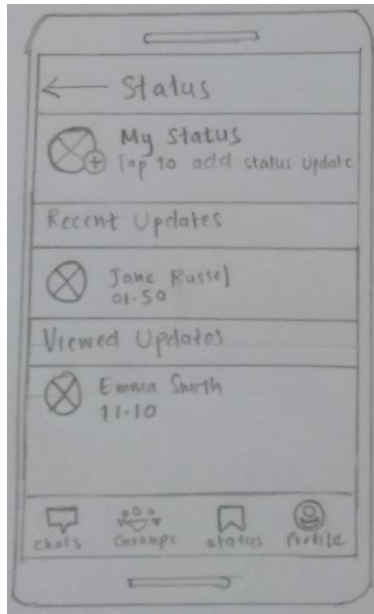 Status
My Status
Tap to add status update
Recent Updates
Jane Russel
01.50
Viewed Updates
Emma Smith
11.10
chats Groups status Profile